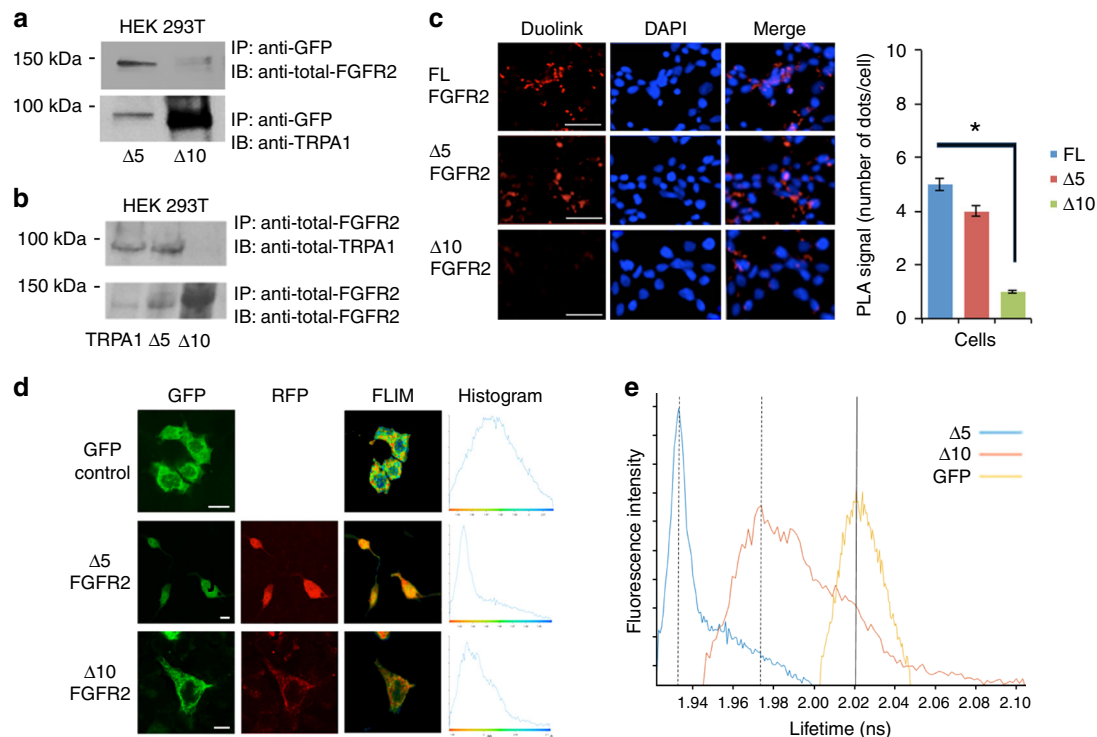 a
HEK 293T
150 kDa -
IP: anti-GFP
IB: anti-total-FGFR2
100 kDa -
IP: anti-GFP
IB: anti-TRPA1
Δ5 Δ10
b
HEK 293T
100 kDa -
IP: anti-total-FGFR2
IB: anti-total-TRPA1
150 kDa -
IP: anti-total-FGFR2
IB: anti-total-FGFR2
TRPA1 Δ5 Δ10
c
Duolink DAPI Merge
FL
FGFR2
Δ5
FGFR2
Δ10
FGFR2
PLA signal (number of dots/cell)
10
8
6
4
2
0
*
Cells
FL
Δ5
Δ10
d
GFP RFP FLIM Histogram
GFP
control
Δ5
FGFR2
Δ10
FGFR2
e
Fluorescence intensity
Δ5
Δ10
GFP
1.94 1.96 1.98 2.00 2.02 2.04 2.06 2.08 2.10
Lifetime (ns)